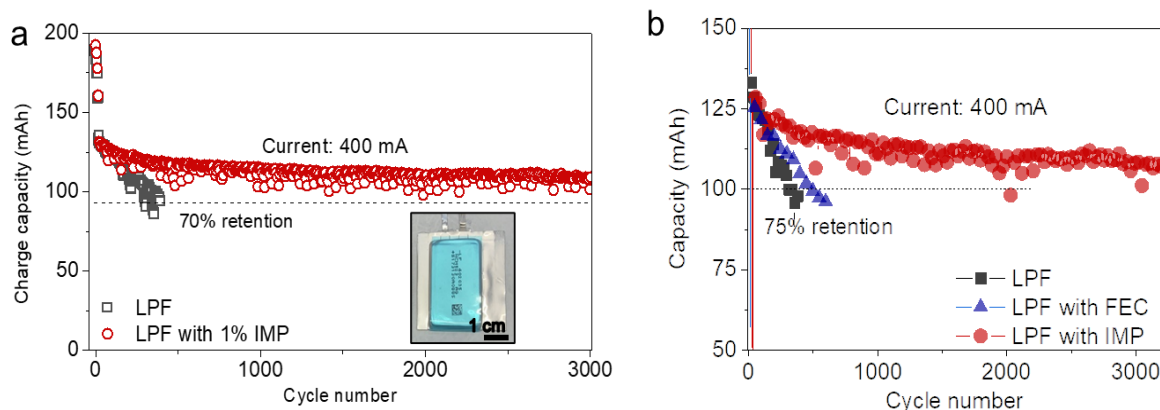 a
Charge capacity (mAh)
200
150
100
50
0
Current: 400 mA
70% retention
LPF
LPF with 1% IMP
1 cm
0
1000
2000
3000
Cycle number
b
Capacity (mAh)
150
125
100
75
50
Current: 400 mA
75% retention
LPF
LPF with FEC
LPF with IMP
0
1000
2000
3000
Cycle number